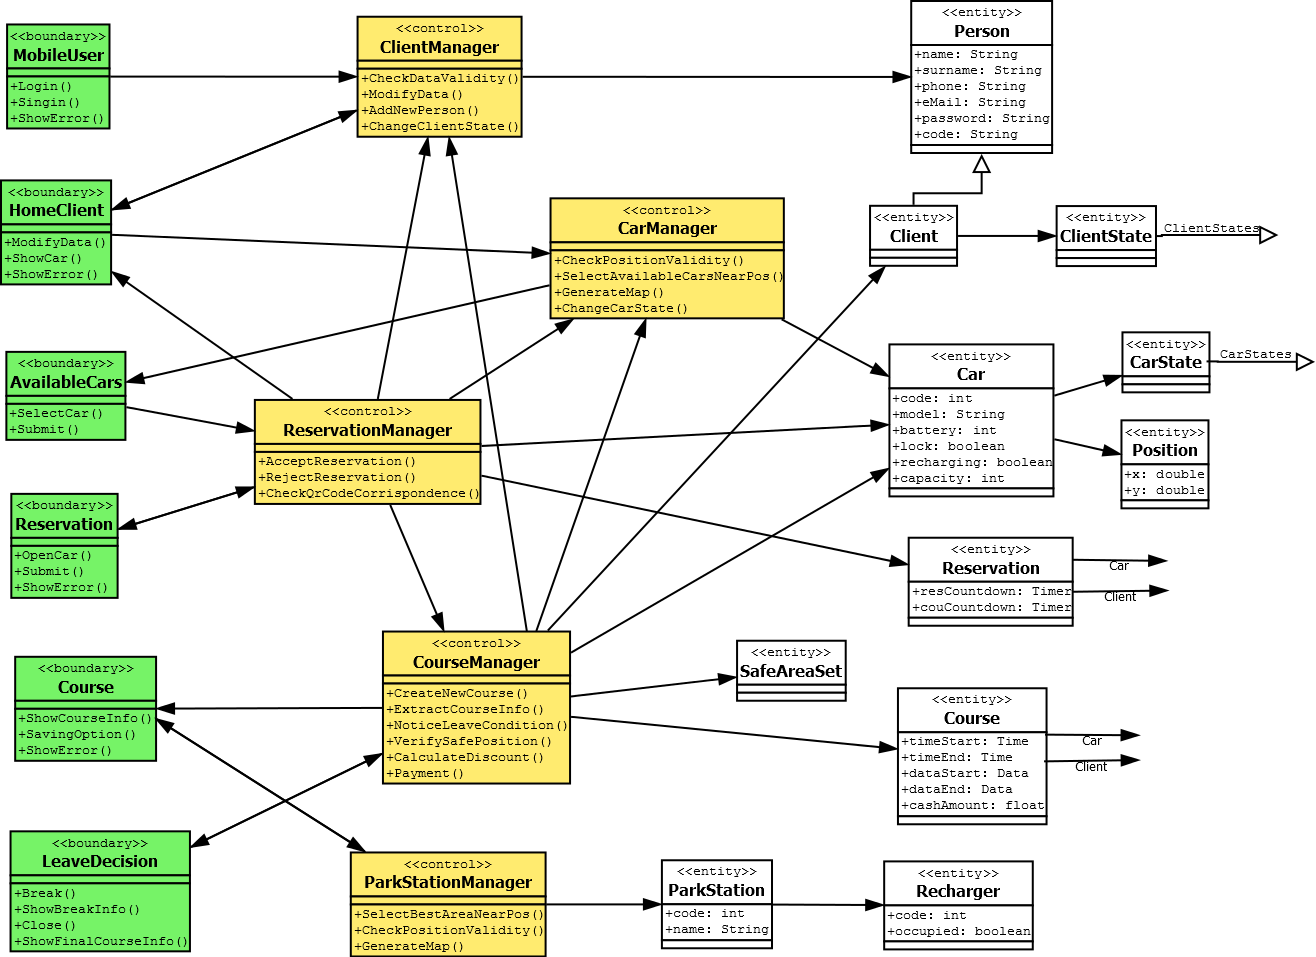 <<boundary>>
MobileUser
+Login()
+Singin()
+ShowError()
<<control>>
ClientManager
+CheckDataValidity()
+ModifyData()
+AddNewPerson()
+ChangeClientState()
<<entity>>
Person
+name: String
+surname: String
+phone: String
+eMail: String
+password: String
+code: String
<<boundary>>
HomeClient
+ModifyData()
+ShowCar()
+ShowError()
<<control>>
CarManager
+CheckPositionValidity()
+SelectAvailableCarsNearPos()
+GenerateMap()
+ChangeCarState()
<<entity>>
Client
<<entity>>
ClientState
ClientStates
<<boundary>>
AvailableCars
+SelectCar()
+Submit()
<<control>>
ReservationManager
+AcceptReservation()
+RejectReservation()
+CheckQrCodeCorrispondence()
<<entity>>
Car
+code: int
+model: String
+battery: int
+lock: boolean
+recharging: boolean
+capacity: int
<<entity>>
CarState
CarStates
<<entity>>
Position
+x: double
+y: double
<<boundary>>
Reservation
+OpenCar()
+Submit()
+ShowError()
<<entity>>
Reservation
+resCountdown: Timer
+couCountdown: Timer
Car
Client
<<boundary>>
Course
+ShowCourseInfo()
+SavingOption()
+ShowError()
<<control>>
CourseManager
+CreateNewCourse()
+ExtractCourseInfo()
+NoticeLeaveCondition()
+VerifySafePosition()
+CalculateDiscount()
+Payment()
<<entity>>
SafeAreaSet
<<entity>>
Course
+timeStart: Time
+timeEnd: Time
+dataStart: Data
+dataEnd: Data
+cashAmount: float
Car
Client
<<boundary>>
LeaveDecision
+Break()
+ShowBreakInfo()
+Close()
+ShowFinalCourseInfo()
<<control>>
ParkStationManager
+SelectBestAreaNearPos()
+CheckPositionValidity()
+GenerateMap()
<<entity>>
ParkStation
+code: int
+name: String
<<entity>>
Recharger
+code: int
+occupied: boolean